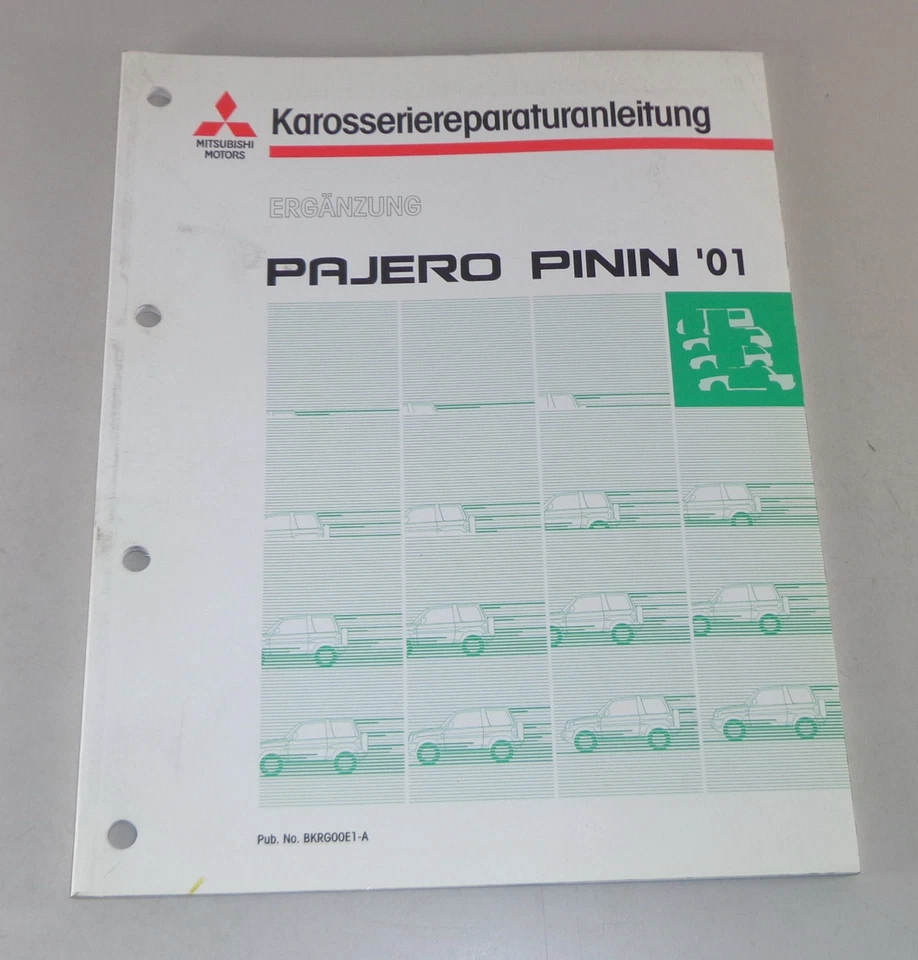 Karosseriereparaturanleitung
MITSUBISHI
MOTORS
ERGÄNZUNG
PAJERO PININ '01
Pub. No. BKRG00E1-A